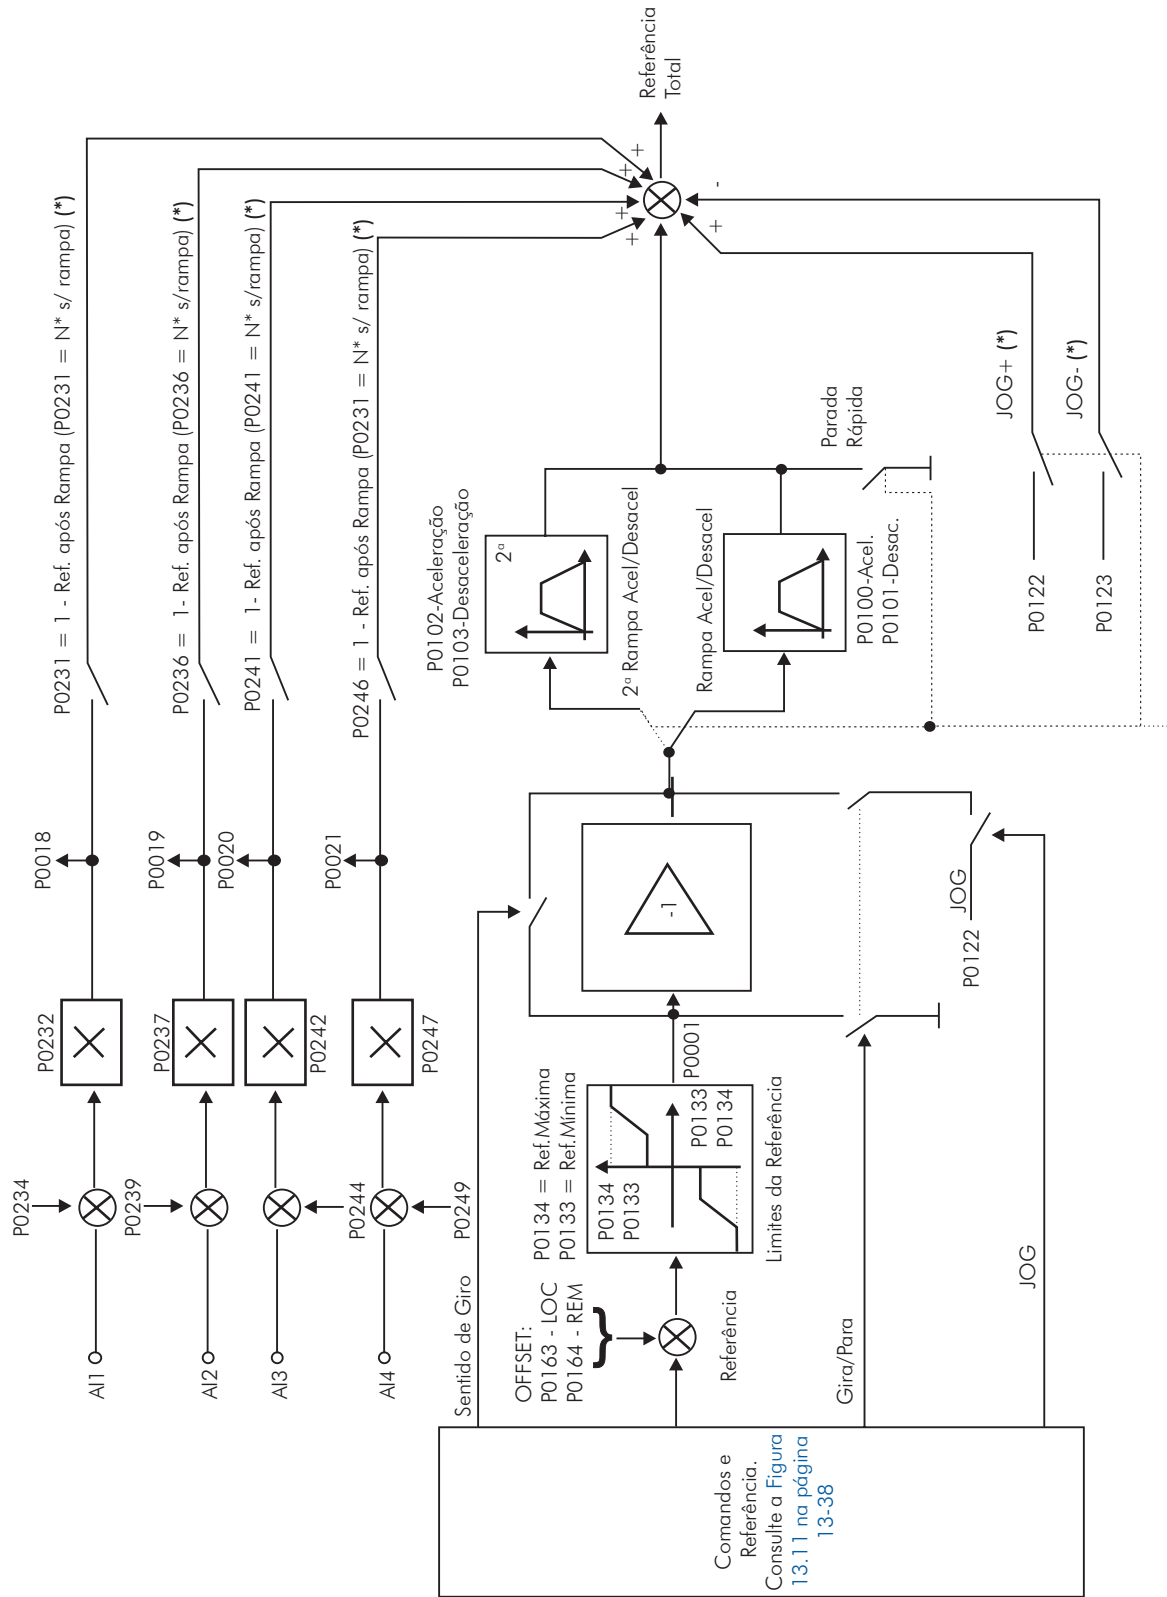 Referência
Total
P0231 = 1 - Ref. após Rampa (P0231 = N* s/ rampa) (*)
P0236 = 1- Ref. após Rampa (P0236 = N* s/rampa) (*)
P0241 = 1- Ref. após Rampa (P0241 = N* s/rampa) (*)
P0246 = 1 - Ref. após Rampa (P0231 = N* s/ rampa) (*)
+
+
+
+
+
-
P0018
P0019
P0020
P0021
P0232
P0237
P0242
P0247
P0234
P0239
P0244
P0249
AI1
AI2
AI3
AI4
P0102-Aceleração
P0103-Desaceleração
2ª
2ª Rampa Acel/Desacel
Rampa Acel/Desacel
P0100-Acel.
P0101-Desac.
Parada
Rápida
JOG+ (*)
JOG- (*)
P0122
P0123
-1
P0001
JOG
P0122
Sentido de Giro
OFFSET:
P0163 - LOC
P0164 - REM
}
Referência
P0134 = Ref.Máxima
P0133 = Ref.Mínima
P0134
P0133
P0133
P0134
Limites da Referência
Gira/Para
JOG
Comandos e
Referência.
Consulte a Figura
13.11 na página
13-38